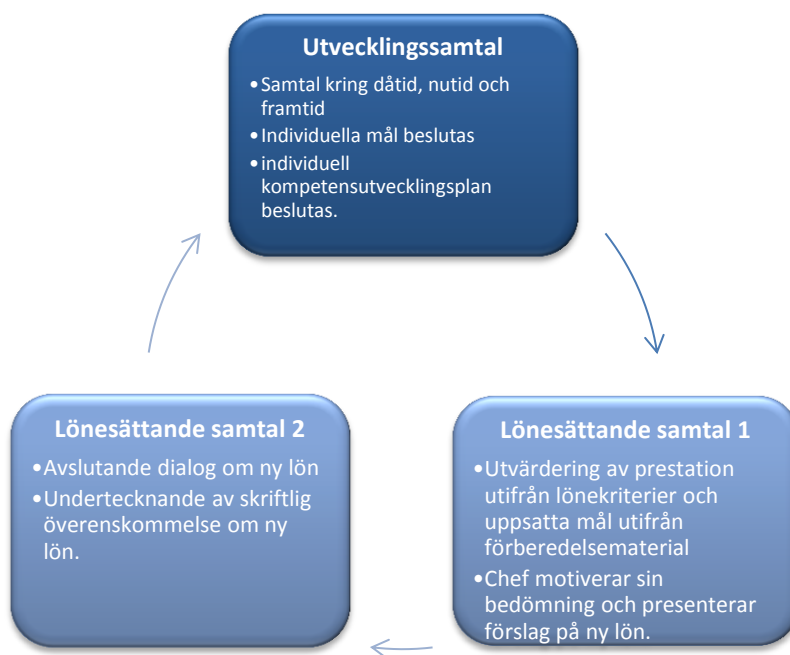 Utvecklingssamtal
•Samtal kring dåtid, nutid och
framtid
•Individuella mål beslutas
•individuell
kompetensutvecklingsplan
beslutas.
Lönesättande samtal 1
•Utvärdering av prestation
utifrån lönekriterier och
uppsatta mål utifrån
förberedelsematerial
•Chef motiverar sin
bedömning och presenterar
förslag på ny lön.
Lönesättande samtal 2
•Avslutande dialog om ny lön
•Undertecknande av skriftlig
överenskommelse om ny
lön.